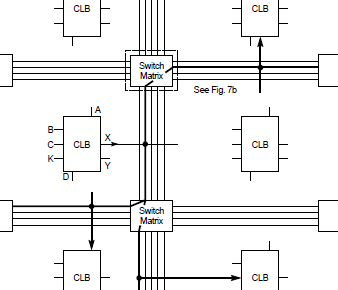 CLB
CLB
Switch
Matrix
See Fig. 7b
A
B
C
K
CLB
X
Y
D
CLB
Switch
Matrix
CLB
CLB